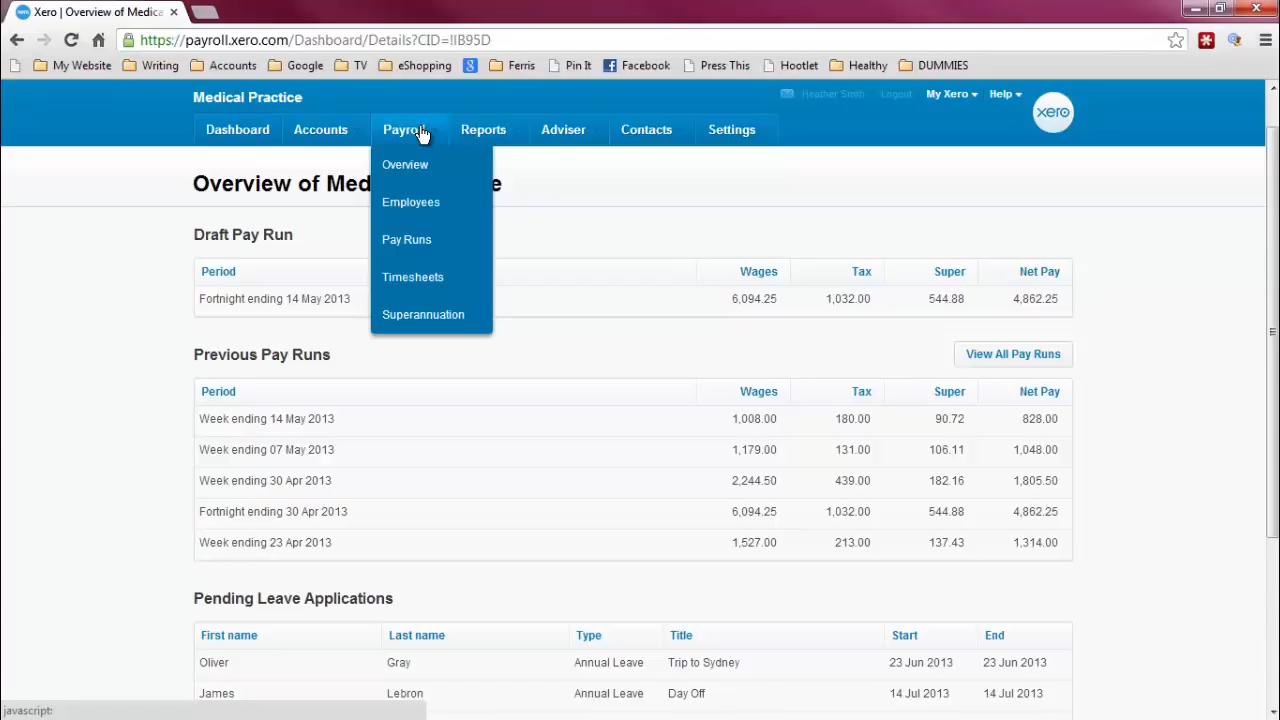 Xero | Overview of Medica ×
https://payroll.xero.com/Dashboard/Details?CID=!IB95D
My Website Writing Accounts Google TV eShopping Ferris Pin It Facebook Press This Hootlet Healthy DUMMIES
Medical Practice Heather Smith Logout My Xero Help
xero
Dashboard Accounts Payroll Reports Adviser Contacts Settings
Overview
Employees
Pay Runs
Timesheets
Superannuation
Overview of Med e
Draft Pay Run
Period Wages Tax Super Net Pay
Fortnight ending 14 May 2013 6,094.25 1,032.00 544.88 4,862.25
Previous Pay Runs View All Pay Runs
Period Wages Tax Super Net Pay
Week ending 14 May 2013 1,008.00 180.00 90.72 828.00
Week ending 07 May 2013 1,179.00 131.00 106.11 1,048.00
Week ending 30 Apr 2013 2,244.50 439.00 182.16 1,805.50
Fortnight ending 30 Apr 2013 6,094.25 1,032.00 544.88 4,862.25
Week ending 23 Apr 2013 1,527.00 213.00 137.43 1,314.00
Pending Leave Applications
First name Last name Type Title Start End
Oliver Gray Annual Leave Trip to Sydney 23 Jun 2013 23 Jun 2013
James Lebron Annual Leave Day Off 14 Jul 2013 14 Jul 2013
javascript: